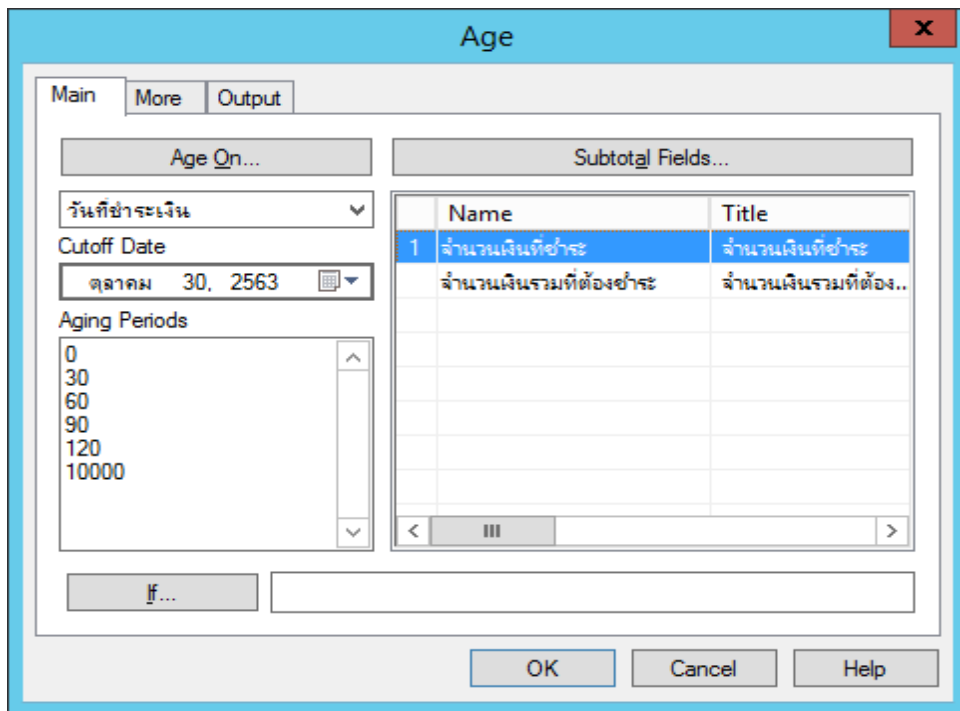 Age
Main More Output
Age On...
วันที่ชำระเงิน
Cutoff Date
ตุลาคม 30, 2563
Aging Periods
0
30
60
90
120
10000
Subtotal Fields...
Name Title
1 จำนวนเงินที่ชำระ จำนวนเงินที่ชำระ
จำนวนเงินรวมที่ต้องชำระ จำนวนเงินรวมที่ต้อง..
If...
OK Cancel Help